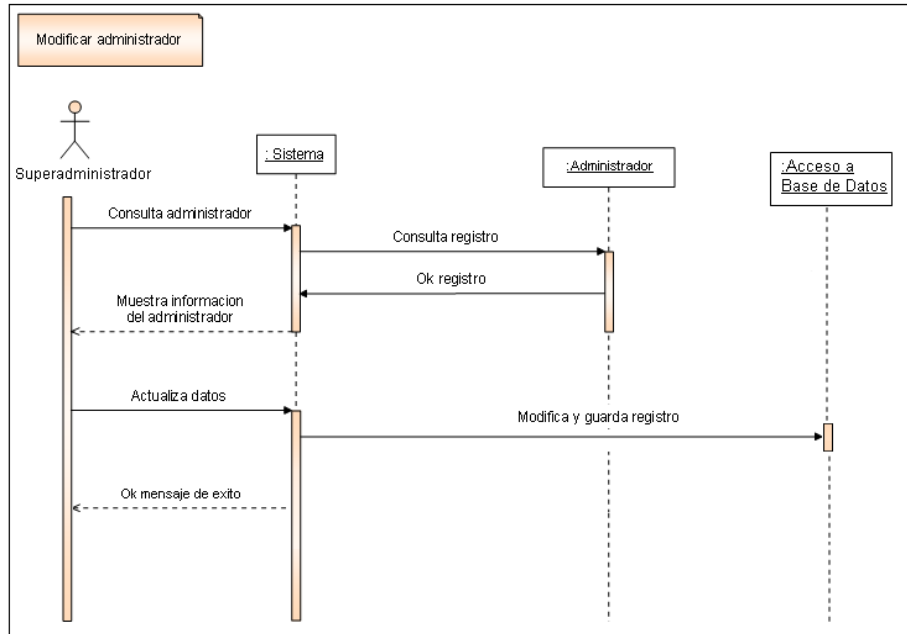 Modificar administrador
Superadministrador
: Sistema
:Administrador
:Acceso a
Base de Datos
Consulta administrador
Consulta registro
Ok registro
Muestra informacion
del administrador
Actualiza datos
Modifica y guarda registro
Ok mensaje de exito